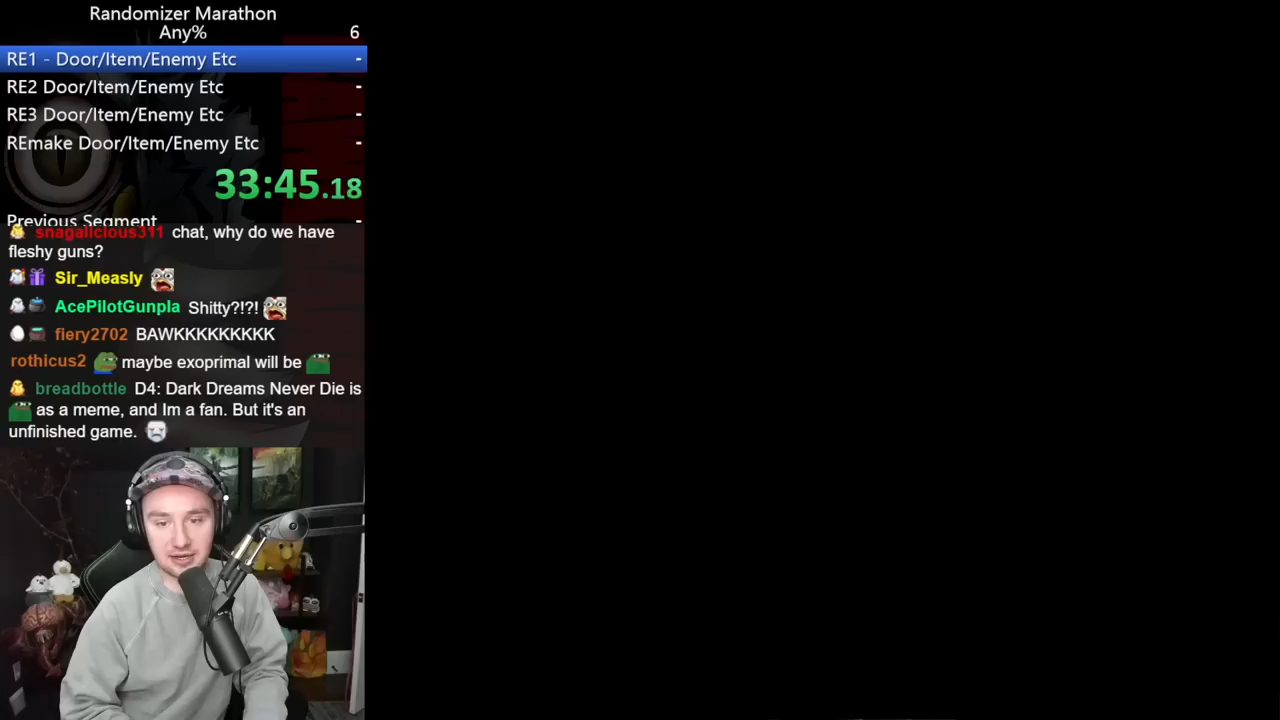 Randomizer Marathon
Any% 6
RE1 - Door/Item/Enemy Etc -
RE2 Door/Item/Enemy Etc -
RE3 Door/Item/Enemy Etc -
REmake Door/Item/Enemy Etc -
33:45.18
Previous Segment -
snagalicious311 chat, why do we have
fleshy guns?
Sir_Measly
AcePilotGunpla Shitty?!?!
fiery2702 BAWKKKKKKKKK
rothicus2 maybe exoprimal will be
breadbottle D4: Dark Dreams Never Die is
as a meme, and Im a fan. But it's an
unfinished game.